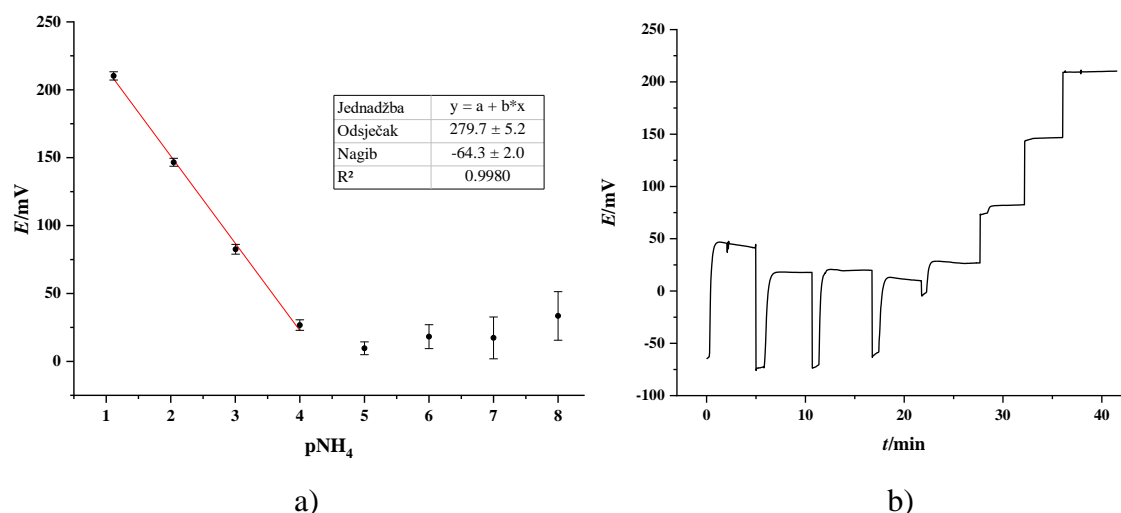 250
200
150
100
50
0
E/mV
1 2 3 4 5 6 7 8
pNH₄
Jednadžba y = a + b*x
Odsječak 279.7 ± 5.2
Nagib -64.3 ± 2.0
R² 0.9980
a)
250
200
150
100
50
0
-50
-100
E/mV
0 10 20 30 40
t/min
b)